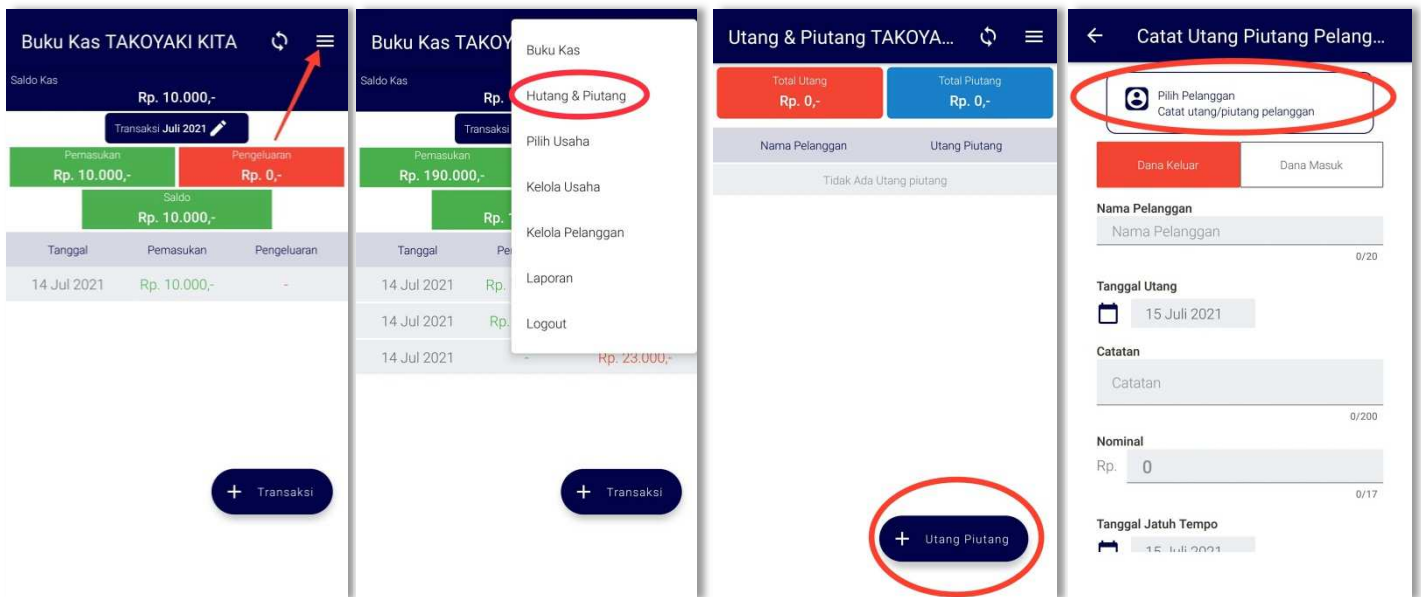 Buku Kas TAKOYAKI KITA
Saldo Kas
Rp. 10.000,-
Transaksi Juli 2021
Pemasukan Pengeluaran
Rp. 10.000,- Rp. 0,-
Saldo
Rp. 10.000,-
Tanggal Pemasukan Pengeluaran
14 Jul 2021 Rp. 10.000,- -
+ Transaksi
Buku Kas TAKOY
Saldo Kas
Rp.
Transaksi
Pemasukan
Rp. 190.000,-
Rp.
Tanggal
14 Jul 2021 Rp.
14 Jul 2021 Rp.
14 Jul 2021 - Rp. 23.000,-
Buku Kas
Hutang & Piutang
Pilih Usaha
Kelola Usaha
Kelola Pelanggan
Laporan
Logout
+ Transaksi
Utang & Piutang TAKOYA...
Total Utang Total Piutang
Rp. 0,- Rp. 0,-
Nama Pelanggan Utang Piutang
Tidak Ada Utang piutang
+ Utang Piutang
Catat Utang Piutang Pelang...
Pilih Pelanggan
Catat utang/piutang pelanggan
Dana Keluar Dana Masuk
Nama Pelanggan
Nama Pelanggan
0/20
Tanggal Utang
15 Juli 2021
Catatan
Catatan
0/200
Nominal
Rp. 0
0/17
Tanggal Jatuh Tempo
15 Juli 2021